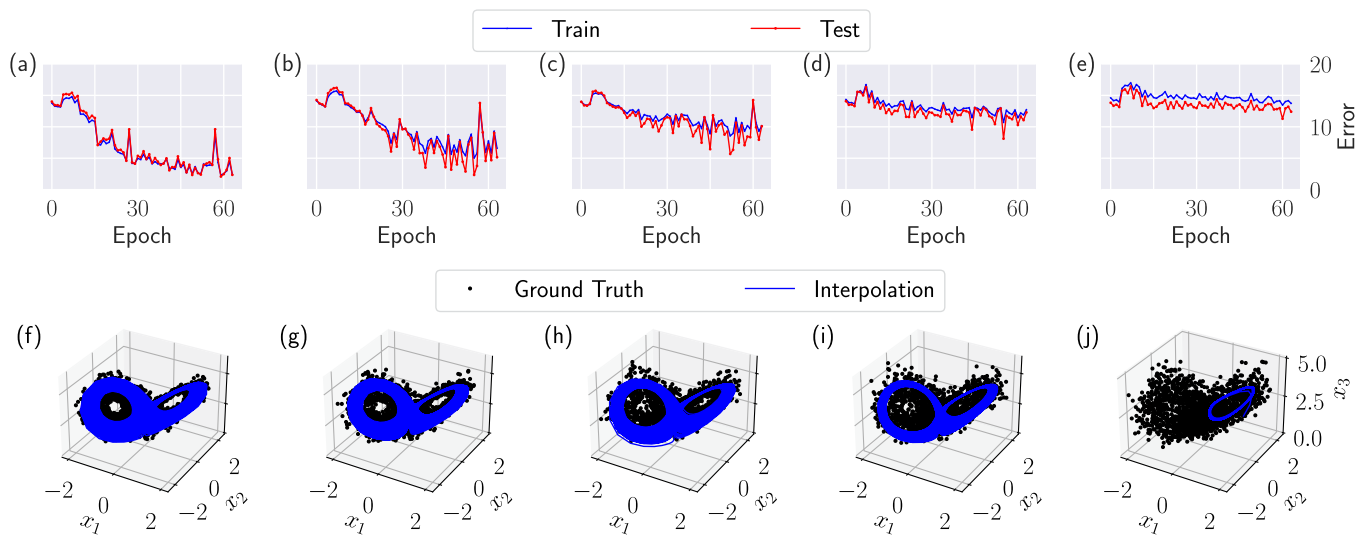 Train Test
(a) (b) (c) (d) (e) 20
10
0
Error
0 30 60 0 30 60 0 30 60 0 30 60 0 30 60
Epoch Epoch Epoch Epoch Epoch
Ground Truth Interpolation
(f) (g) (h) (i) (j)
5.0
2.5
0.0
x3
−2 0 2 −2 0 2 −2 0 2 −2 0 2 −2 0 2
x1 x1 x1 x1 x1
−2 0 2 −2 0 2 −2 0 2 −2 0 2 −2 0 2
x2 x2 x2 x2 x2